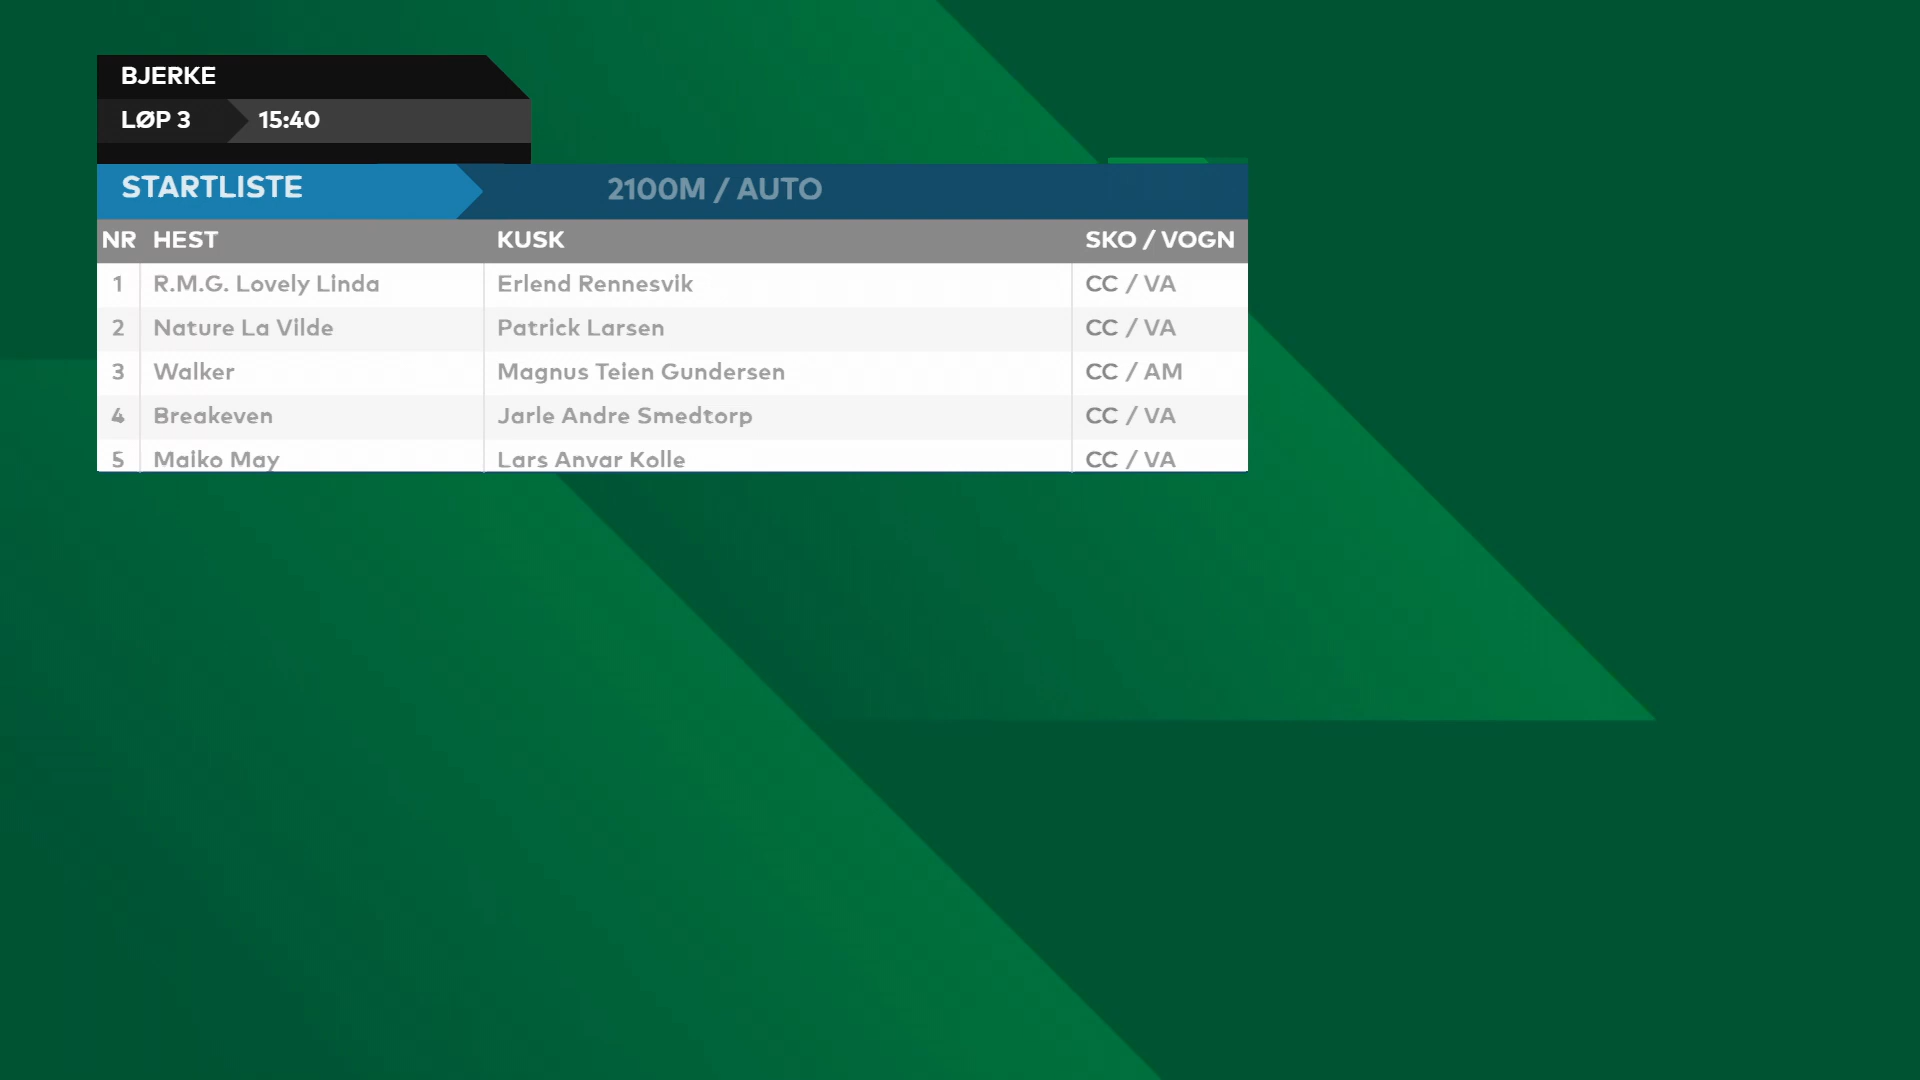 BJERKE
LØP 3 15:40
STARTLISTE 2100M / AUTO
NR HEST KUSK SKO / VOGN
1 R.M.G. Lovely Linda Erlend Rennesvik CC / VA
2 Nature La Vilde Patrick Larsen CC / VA
3 Walker Magnus Teien Gundersen CC / AM
4 Breakeven Jarle Andre Smedtorp CC / VA
5 Maiko May Lars Anvar Kolle CC / VA